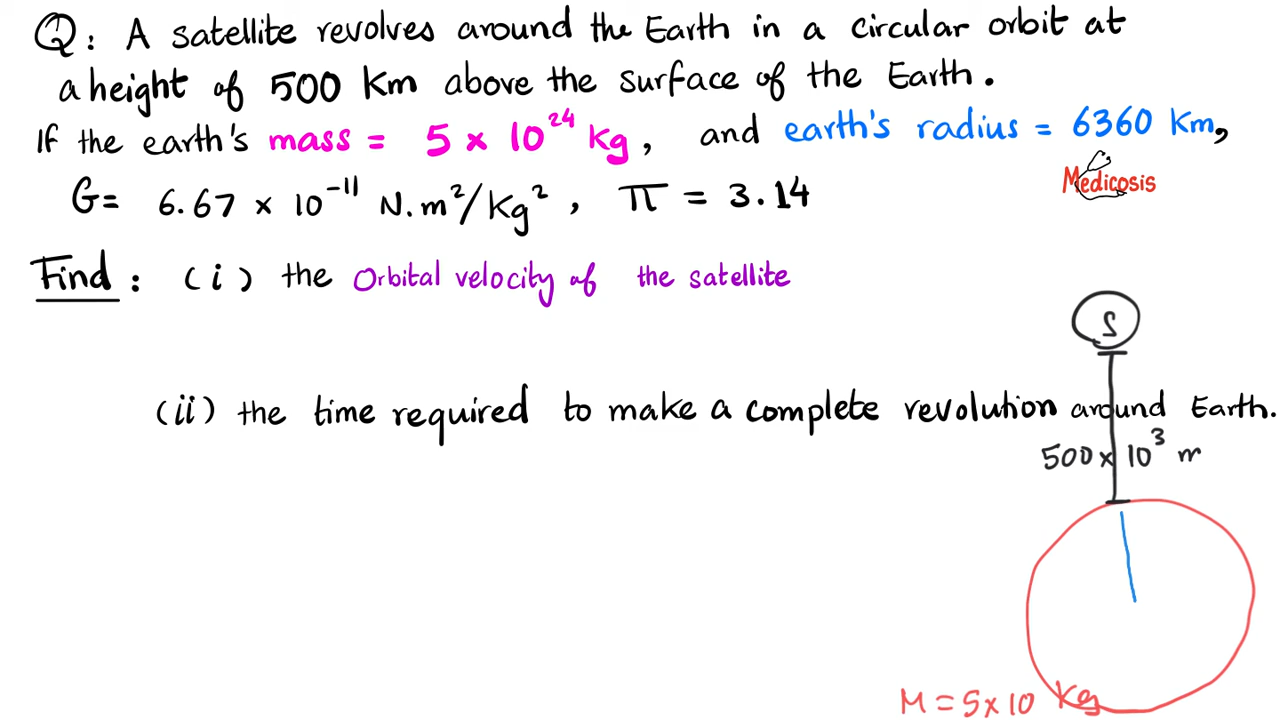 Q: A satellite revolves around the Earth in a circular orbit at
a height of 500 Km above the surface of the Earth.
If the earth's mass = 5 x 10²⁴ kg, and earth's radius = 6360 Km,
Medicosis
G= 6.67 x 10⁻¹¹ N.m²/Kg², π = 3.14
Find: (i) the Orbital velocity of the satellite
S
(ii) the time required to make a complete revolution around Earth.
500 x 10³ m
M = 5x10 Kg